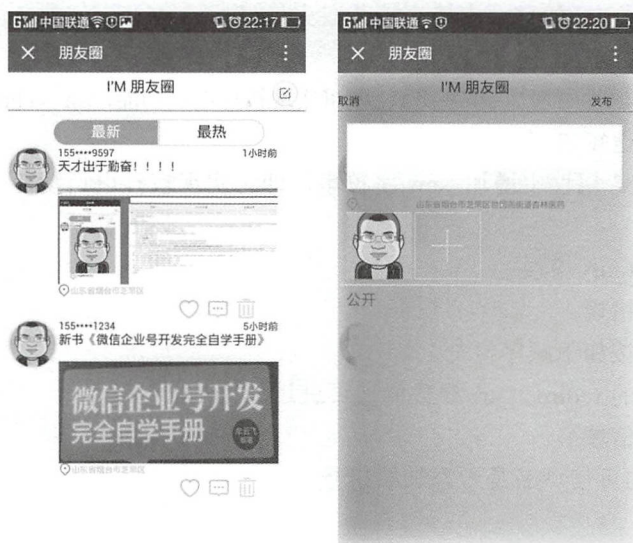 中国联通 22:17
朋友圈
I'M 朋友圈
最新 最热
155••••9597 1小时前
天才出于勤奋！！！！
山东省烟台市芝罘区
155••••1234 5小时前
新书《微信企业号开发完全自学手册》
微信企业号开发
完全自学手册
山东省烟台市芝罘区
中国联通 22:20
朋友圈
I'M 朋友圈
取消 发布
公开